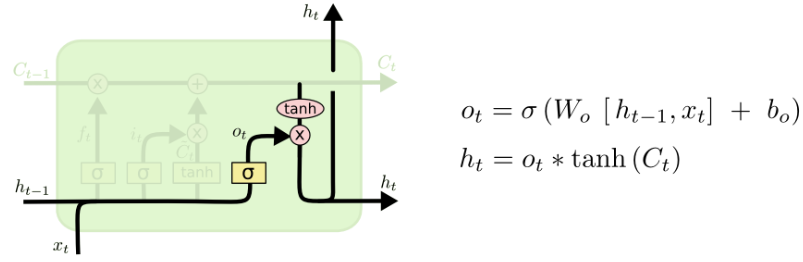 h_t
C_{t-1}
x
+
C_t
tanh
f_t
i_t
C̃_t
x
o_t
x
σ
σ
tanh
σ
h_{t-1}
h_t
x_t
o_t = σ (W_o [h_{t-1}, x_t] + b_o)
h_t = o_t * tanh (C_t)